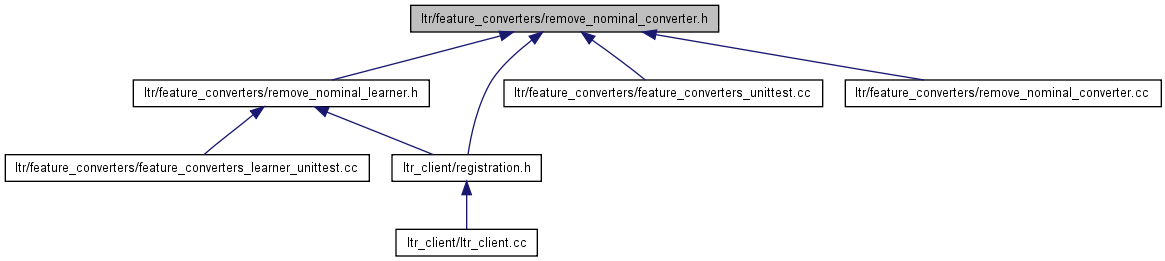 ltr/feature_converters/remove_nominal_converter.h
ltr/feature_converters/remove_nominal_learner.h
ltr/feature_converters/feature_converters_unittest.cc
ltr/feature_converters/remove_nominal_converter.cc
ltr/feature_converters/feature_converters_learner_unittest.cc
ltr_client/registration.h
ltr_client/ltr_client.cc